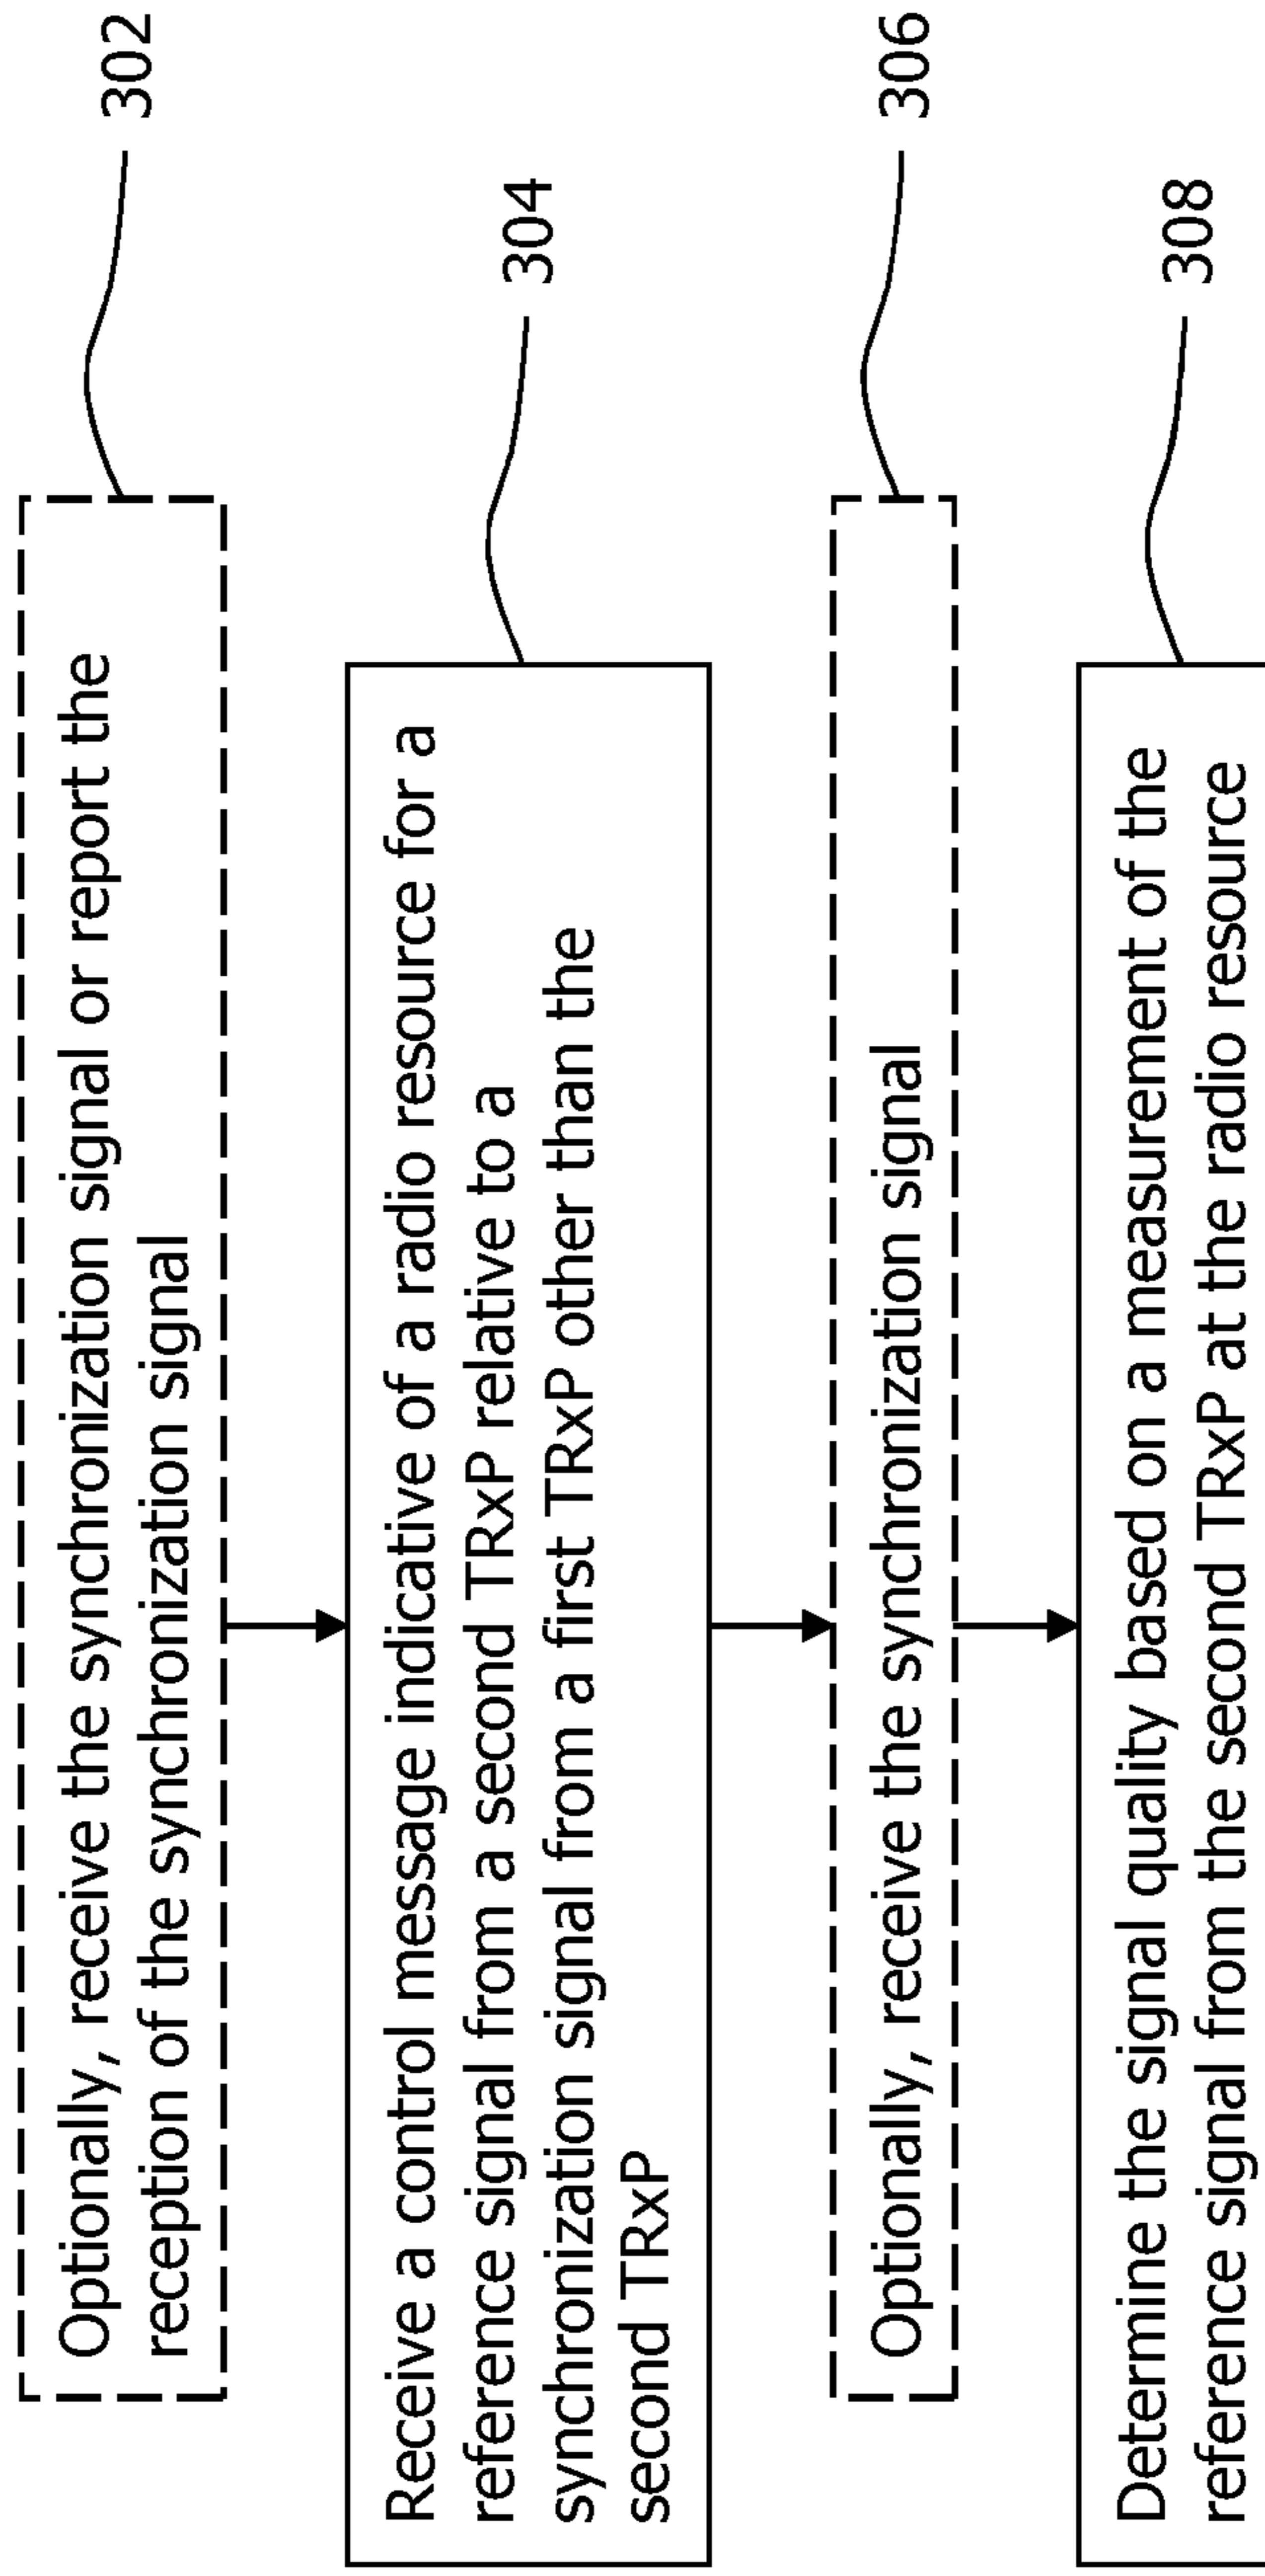 Optionally, receive the synchronization signal or report the
reception of the synchronization signal
302
Receive a control message indicative of a radio resource for a
reference signal from a second TRxP relative to a
synchronization signal from a first TRxP other than the
second TRxP
304
Optionally, receive the synchronization signal
306
Determine the signal quality based on a measurement of the
reference signal from the second TRxP at the radio resource
308